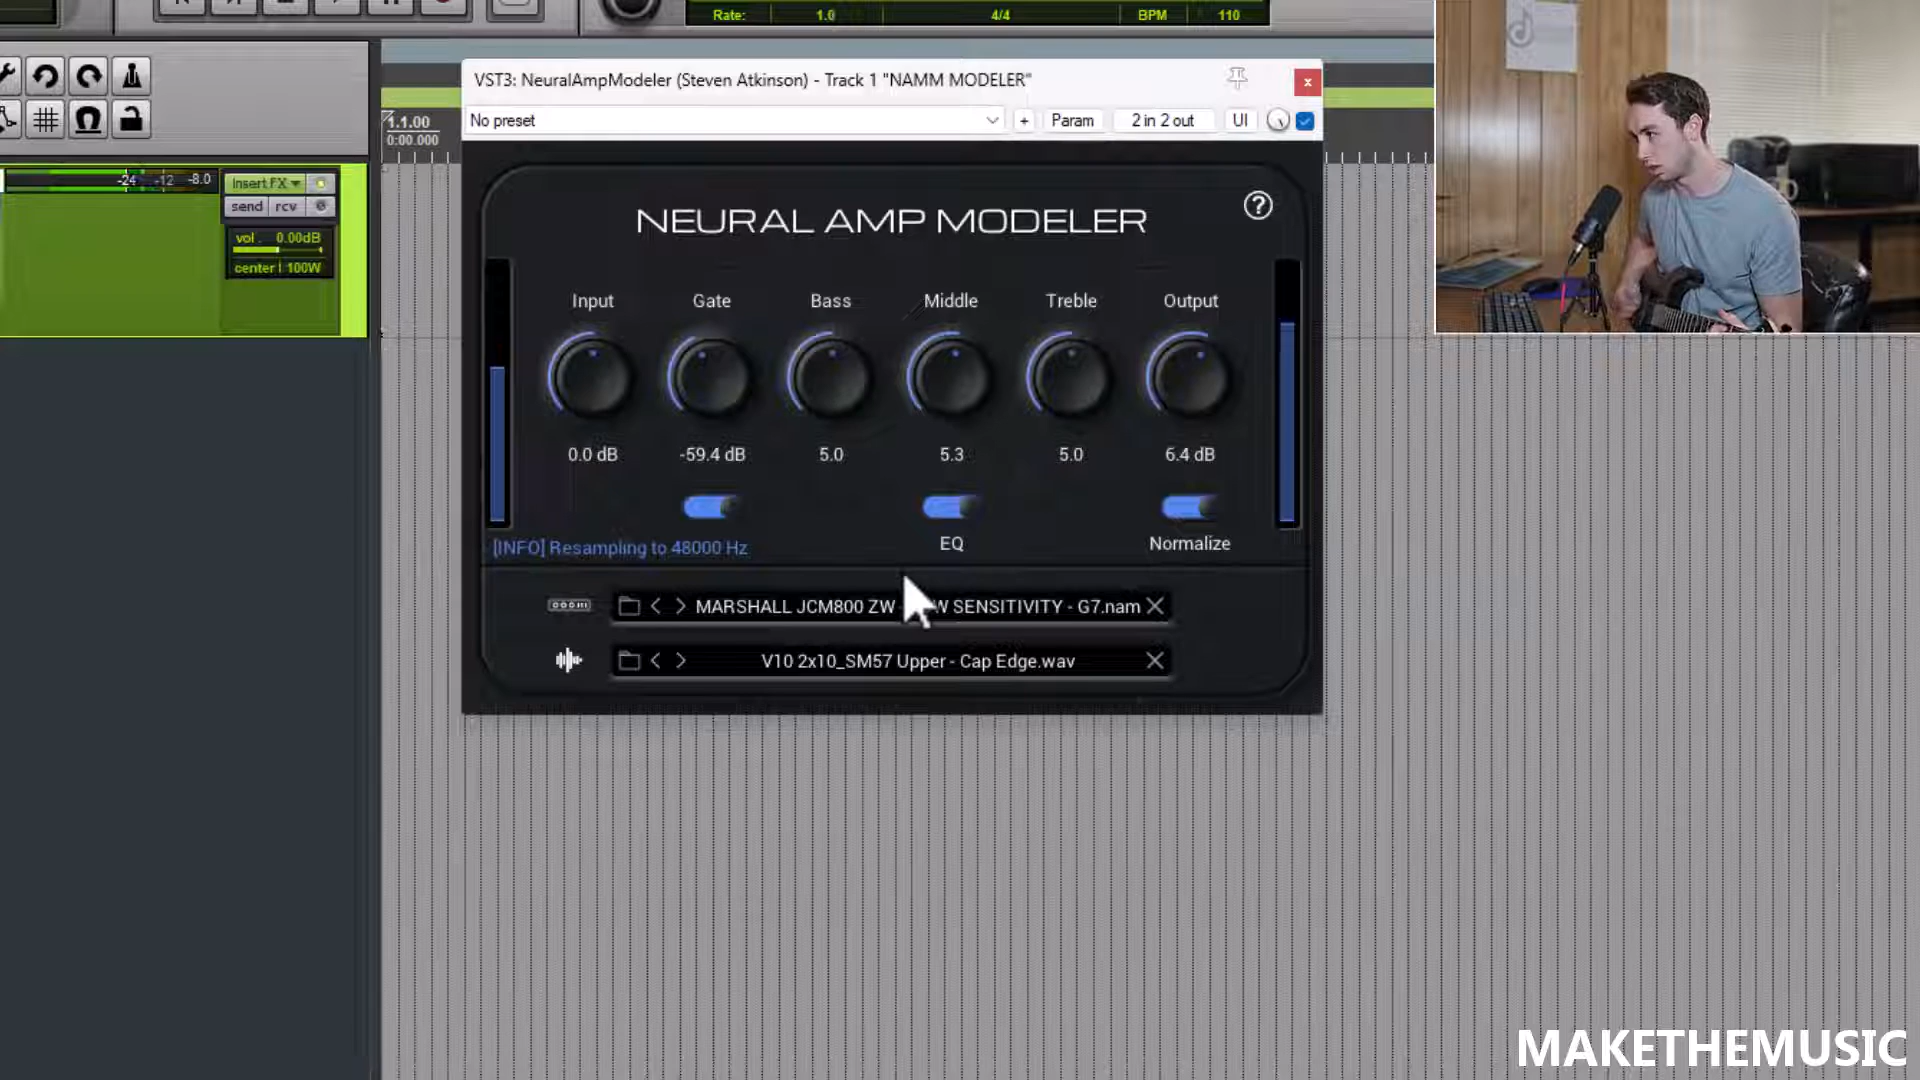 Rate: 1.0 4/4 BPM 110
VST3: NeuralAmpModeler (Steven Atkinson) - Track 1 "NAMM MODELER" x
No preset + Param 2 in 2 out UI
1.1.00
0:00.000
-24 -12 -8.0 Insert FX
send rcv
vol. 0.00dB
center 100W
NEURAL AMP MODELER ?
Input Gate Bass Middle Treble Output
0.0 dB -59.4 dB 5.0 5.3 5.0 6.4 dB
[INFO] Resampling to 48000 Hz EQ Normalize
MARSHALL JCM800 ZW - SENSITIVITY - G7.nam
V10 2x10_SM57 Upper - Cap Edge.wav
MAKETHEMUSIC